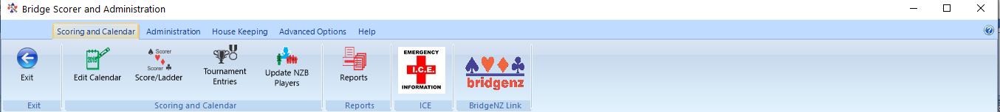 Bridge Scorer and Administration
Scoring and Calendar Administration House Keeping Advanced Options Help
Exit
2015
Edit Calendar
Scorer
Scorer
Score/Ladder
Tournament
Entries
Update NZB
Players
Reports
EMERGENCY
I.C.E.
INFORMATION
bridgenz
Exit Scoring and Calendar Reports ICE BridgeNZ Link